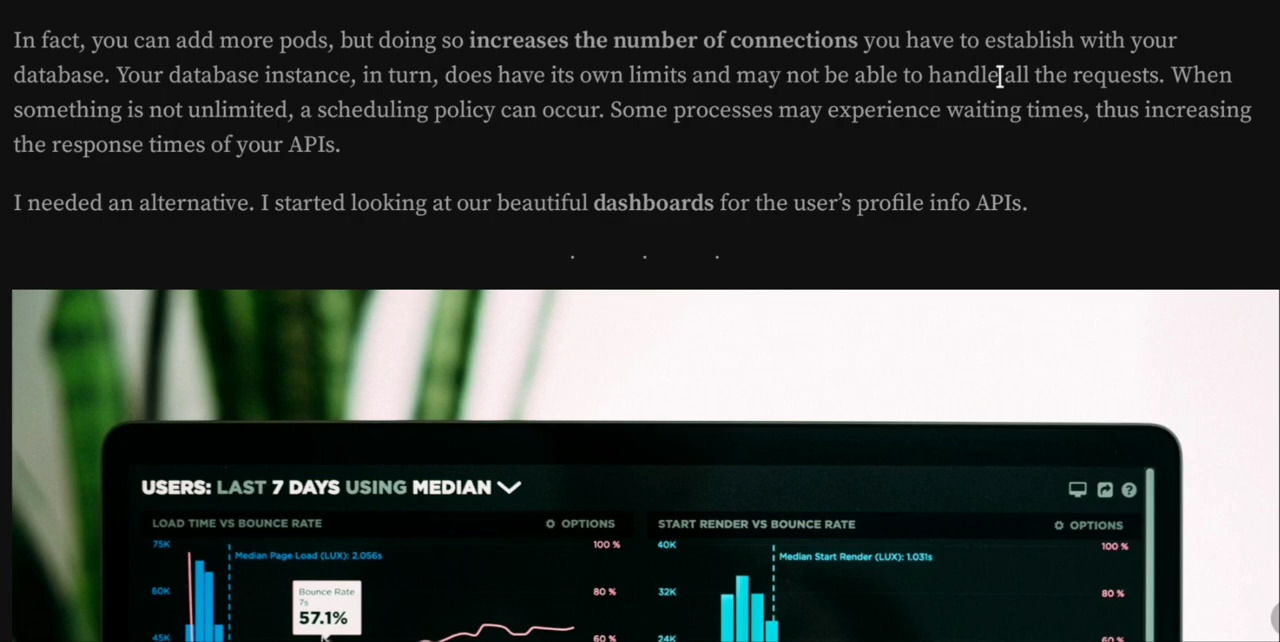 In fact, you can add more pods, but doing so increases the number of connections you have to establish with your
database. Your database instance, in turn, does have its own limits and may not be able to handle all the requests. When
something is not unlimited, a scheduling policy can occur. Some processes may experience waiting times, thus increasing
the response times of your APIs.
I needed an alternative. I started looking at our beautiful dashboards for the user’s profile info APIs.
. . .
USERS: LAST 7 DAYS USING MEDIAN
LOAD TIME VS BOUNCE RATE OPTIONS
START RENDER VS BOUNCE RATE OPTIONS
75K
Median Page Load (LUX): 2.056s
100 %
40K
Median Start Render (LUX): 1.031s
100 %
60K
Bounce Rate
7s
57.1%
80 %
32K
80 %
45K
60 %
24K
60 %